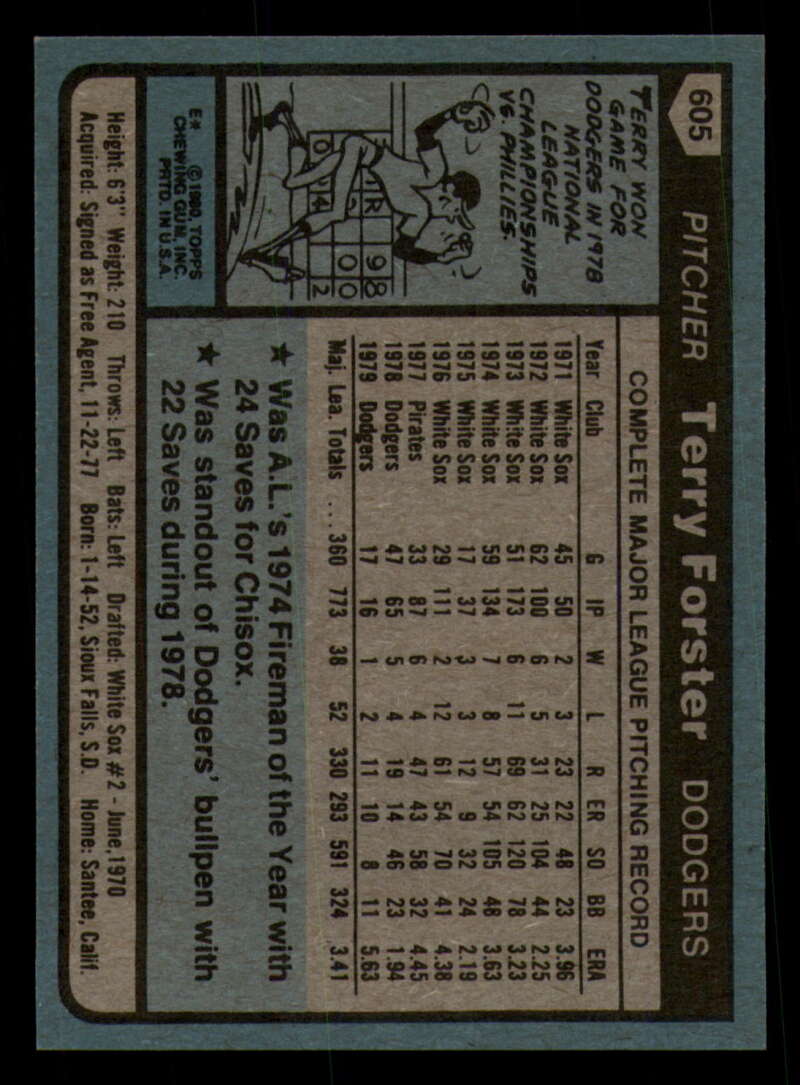 605 PITCHER Terry Forster DODGERS
TERRY WON
GAME FOR
DODGERS IN 1978
NATIONAL
LEAGUE
CHAMPIONSHIPS
VS. PHILLIES.
E* © 1980, TOPPS
CHEWING GUM, INC.
PRTD. IN U.S.A.
COMPLETE MAJOR LEAGUE PITCHING RECORD
Year Club G IP W L R ER SO BB ERA
1971 White Sox 45 50 2 3 23 22 48 23 3.96
1972 White Sox 62 100 6 5 31 25 104 44 2.25
1973 White Sox 51 173 6 11 69 62 120 78 3.23
1974 White Sox 59 134 7 8 57 54 105 48 3.63
1975 White Sox 17 37 3 3 12 9 32 24 2.19
1976 White Sox 29 111 2 12 61 54 70 41 4.38
1977 Pirates 33 87 6 4 47 43 58 32 4.45
1978 Dodgers 47 65 5 4 19 14 46 23 1.94
1979 Dodgers 17 16 1 2 11 10 8 11 5.63
Maj. Lea. Totals ... 360 773 38 52 330 293 591 324 3.41
★ Was A.L.'s 1974 Fireman of the Year with
24 Saves for Chisox.
★ Was standout of Dodgers' bullpen with
22 Saves during 1978.
Height: 6'3" Weight: 210 Throws: Left Bats: Left Drafted: White Sox #2 - June, 1970
Acquired: Signed as Free Agent, 11-22-77 Born: 1-14-52, Sioux Falls, S.D. Home: Santee, Calif.